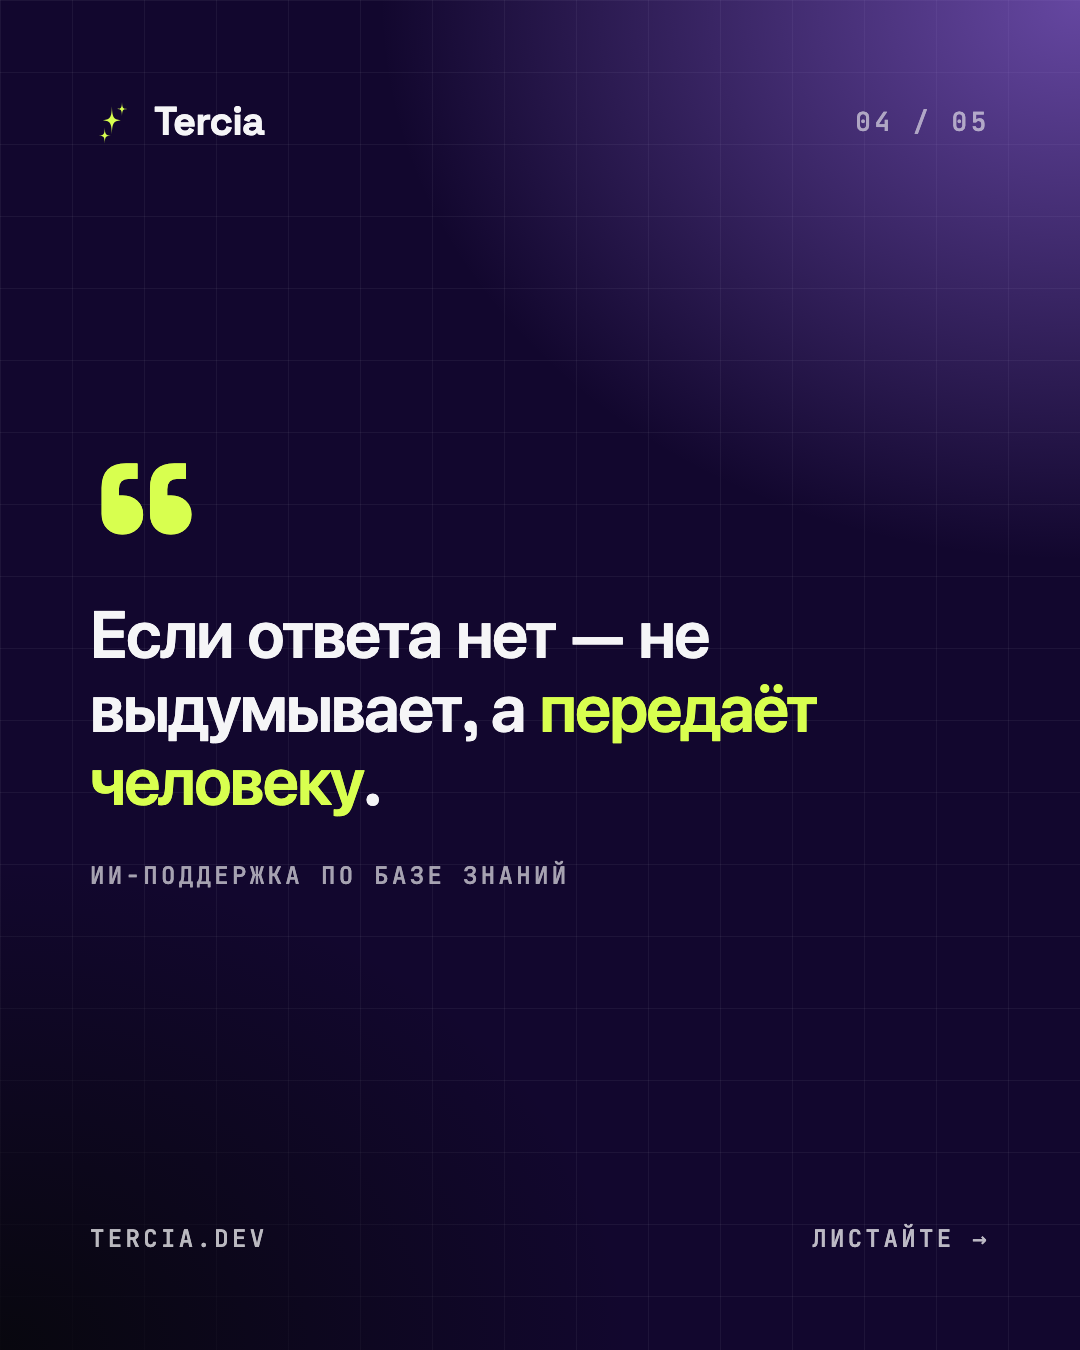 Tercia
04 / 05
“
Если ответа нет — не
выдумывает, а передаёт
человеку.
ИИ-ПОДДЕРЖКА ПО БАЗЕ ЗНАНИЙ
TERCIA.DEV
ЛИСТАЙТЕ →